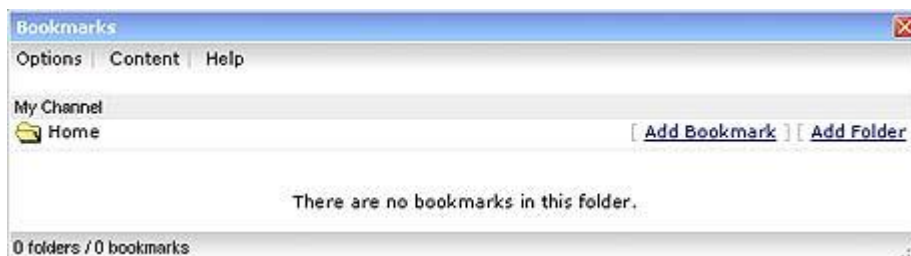 Bookmarks
Options | Content | Help
My Channel
Home [ Add Bookmark ] [ Add Folder
There are no bookmarks in this folder.
0 folders / 0 bookmarks